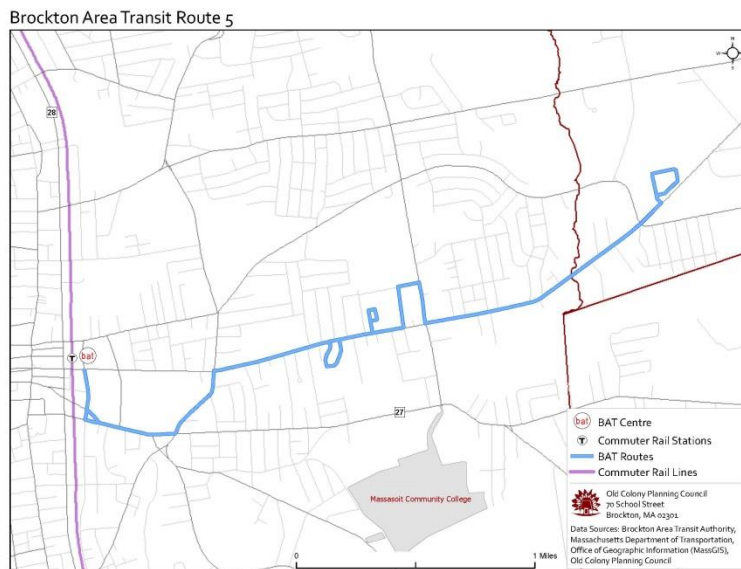 Brockton Area Transit Route 5
N
W
28
T
bat
27
Massasoit Community College
bat BAT Centre
T Commuter Rail Stations
BAT Routes
Commuter Rail Lines
Old Colony Planning Council
70 School Street
Brockton, MA 02301
Data Sources: Brockton Area Transit Authority,
Massachusetts Department of Transportation,
Office of Geographic Information (MassGIS),
Old Colony Planning Council
0
1 Miles